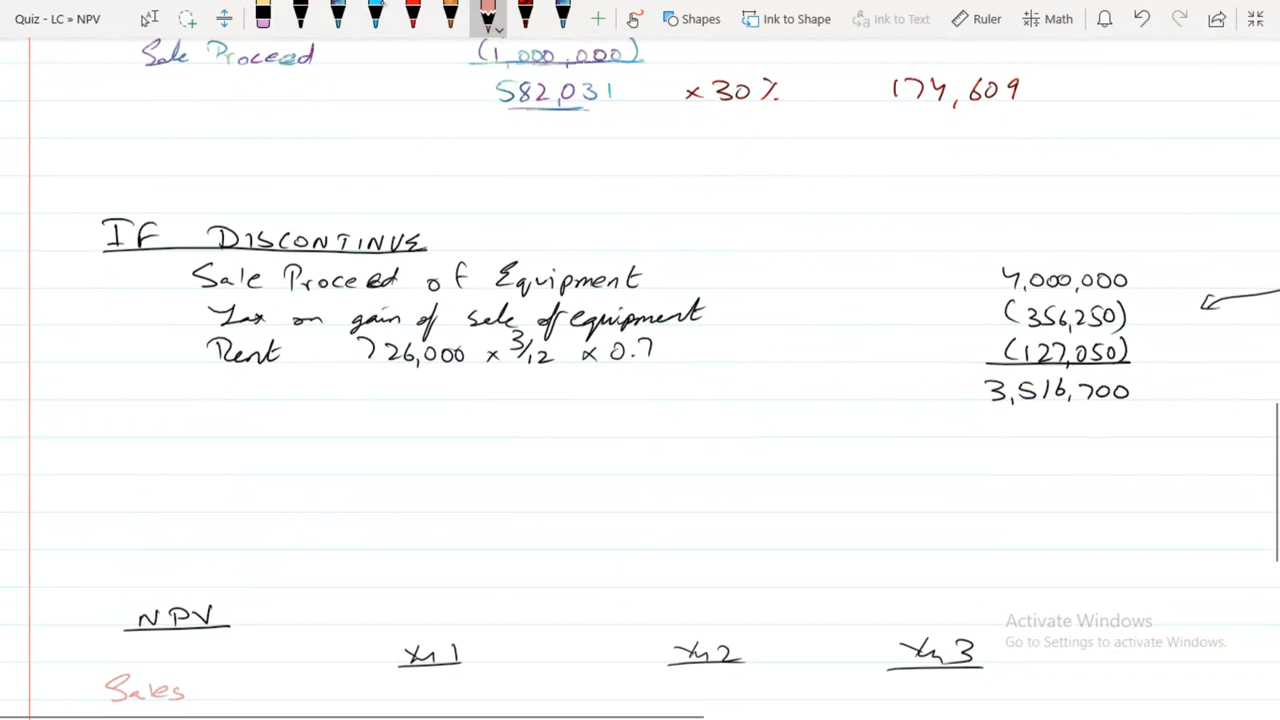 Quiz - LC » NPV Shapes Ink to Shape Ink to Text Ruler Math
Sale Proceed (1,000,000)
582,031 × 30% 174,609
IF DISCONTINUE
Sale Proceed of Equipment 4,000,000
Tax on gain of sale of equipment (356,250)
Rent 726,000 × 3/12 × 0.7 (127,050)
3,516,700
NPV
Yr 1 Yr 2 Yr 3
Sales
Activate Windows
Go to Settings to activate Windows.